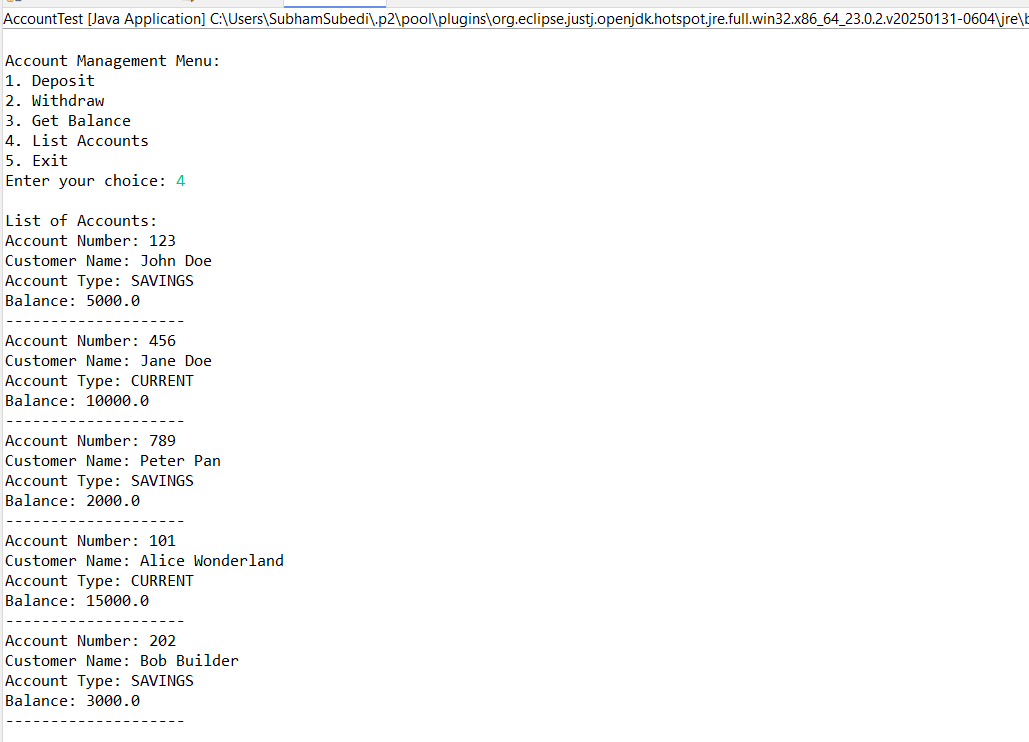 AccountTest [Java Application] C:\Users\SubhamSubedi\.p2\pool\plugins\org.eclipse.justj.openjdk.hotspot.jre.full.win32.x86_64_23.0.2.v20250131-0604\jre\b
Account Management Menu:
1. Deposit
2. Withdraw
3. Get Balance
4. List Accounts
5. Exit
Enter your choice: 4
List of Accounts:
Account Number: 123
Customer Name: John Doe
Account Type: SAVINGS
Balance: 5000.0
--------------------
Account Number: 456
Customer Name: Jane Doe
Account Type: CURRENT
Balance: 10000.0
--------------------
Account Number: 789
Customer Name: Peter Pan
Account Type: SAVINGS
Balance: 2000.0
--------------------
Account Number: 101
Customer Name: Alice Wonderland
Account Type: CURRENT
Balance: 15000.0
--------------------
Account Number: 202
Customer Name: Bob Builder
Account Type: SAVINGS
Balance: 3000.0
--------------------